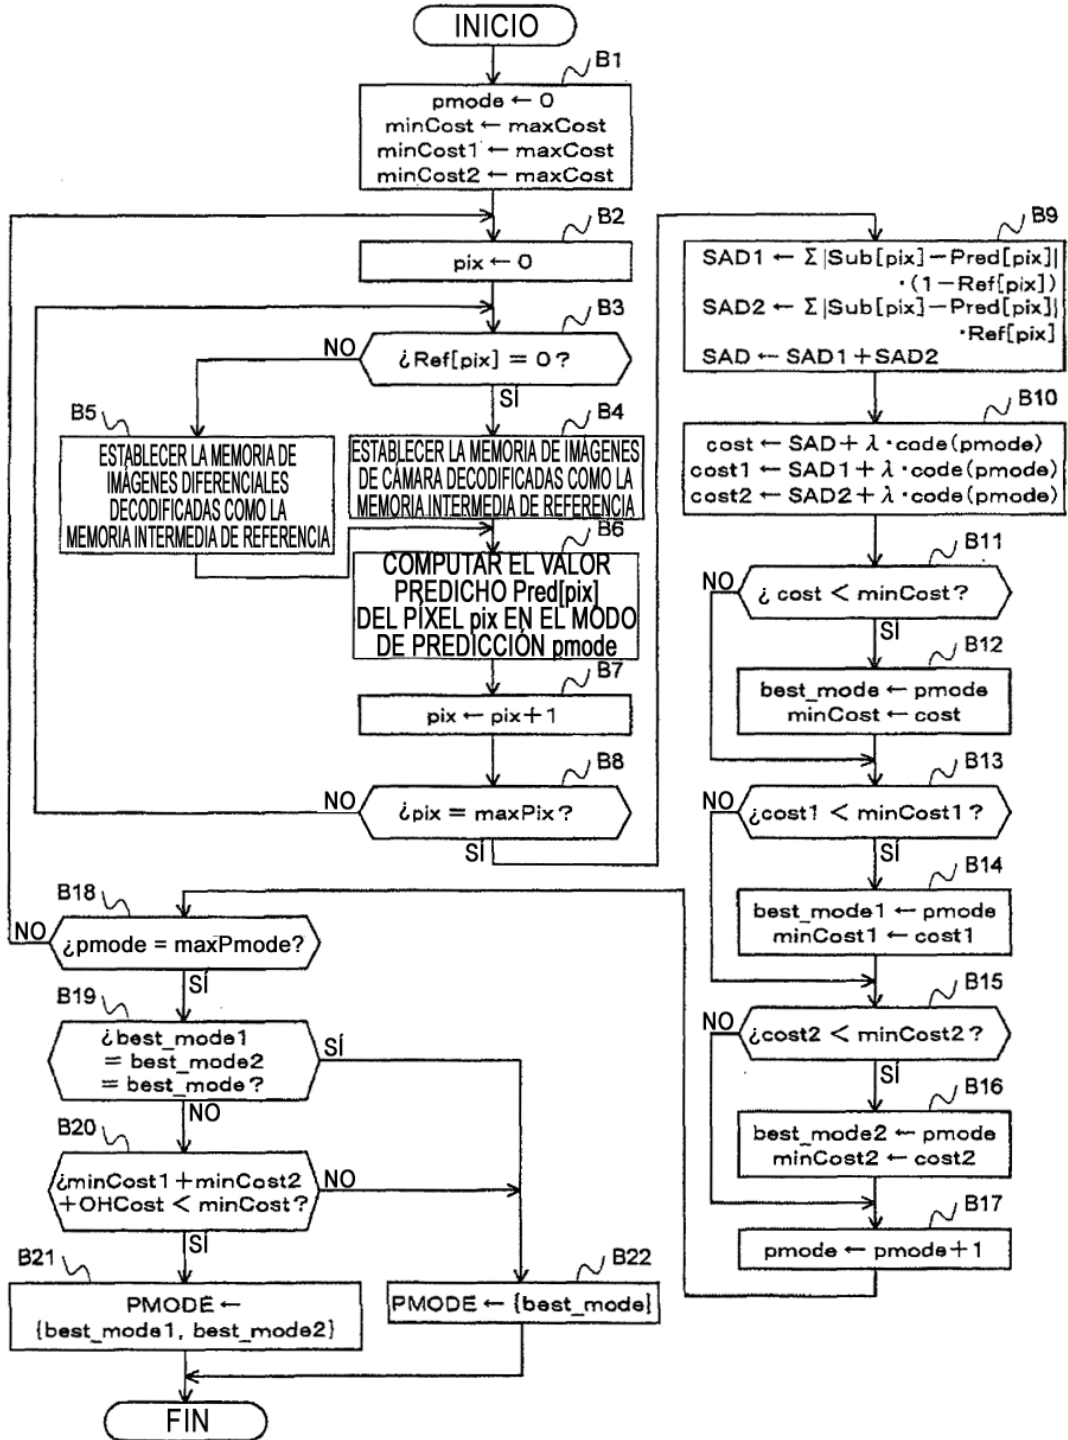 INICIO
B1
pmode ← 0
minCost ← maxCost
minCost1 ← maxCost
minCost2 ← maxCost
B2
pix ← 0
B3
¿Ref[pix] = 0?
NO
SÍ
B5
ESTABLECER LA MEMORIA DE
IMÁGENES DIFERENCIALES
DECODIFICADAS COMO LA
MEMORIA INTERMEDIA DE REFERENCIA
B4
ESTABLECER LA MEMORIA DE IMÁGENES
DE CÁMARA DECODIFICADAS COMO LA
MEMORIA INTERMEDIA DE REFERENCIA
B6
COMPUTAR EL VALOR
PREDICHO Pred[pix]
DEL PÍXEL pix EN EL MODO
DE PREDICCIÓN pmode
B7
pix ← pix+1
B8
¿pix = maxPix?
NO
SÍ
B9
SAD1 ← Σ|Sub[pix]−Pred[pix]|
·(1−Ref[pix])
SAD2 ← Σ|Sub[pix]−Pred[pix]|
·Ref[pix]
SAD ← SAD1+SAD2
B10
cost ← SAD+λ·code(pmode)
cost1 ← SAD1+λ·code(pmode)
cost2 ← SAD2+λ·code(pmode)
B11
¿cost < minCost?
NO
SÍ
B12
best_mode ← pmode
minCost ← cost
B13
¿cost1 < minCost1?
NO
SÍ
B14
best_mode1 ← pmode
minCost1 ← cost1
B15
¿cost2 < minCost2?
NO
SÍ
B16
best_mode2 ← pmode
minCost2 ← cost2
B17
pmode ← pmode+1
B18
¿pmode = maxPmode?
NO
SÍ
B19
¿best_mode1
= best_mode2
= best_mode?
SÍ
NO
B20
¿minCost1+minCost2
+OHCost < minCost?
NO
SÍ
B21
PMODE ←
{best_mode1, best_mode2}
B22
PMODE ← {best_mode}
FIN